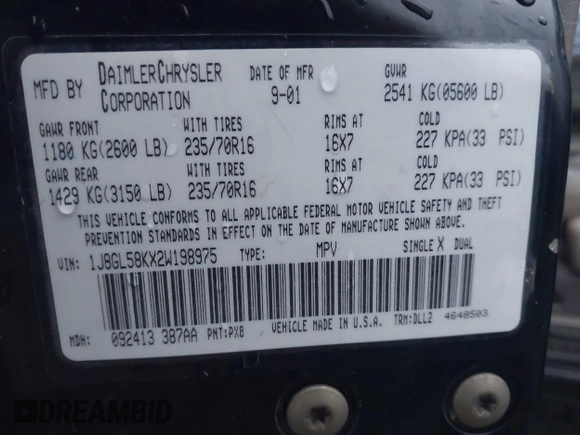 MFD BY DAIMLERCHRYSLER CORPORATION DATE OF MFR 9-01 GVWR 2541 KG(05600 LB)
GAWR FRONT WITH TIRES RIMS AT COLD
1180 KG(2600 LB) 235/70R16 16X7 227 KPA(33 PSI)
GAWR REAR WITH TIRES RIMS AT COLD
1429 KG(3150 LB) 235/70R16 16X7 227 KPA(33 PSI)
THIS VEHICLE CONFORMS TO ALL APPLICABLE FEDERAL MOTOR VEHICLE SAFETY AND THEFT
PREVENTION STANDARDS IN EFFECT ON THE DATE OF MANUFACTURE SHOWN ABOVE.
VIN: 1J8GL58KX2W198975 TYPE: MPV SINGLE X DUAL
MDH: 092413 387AA PNT:PX8 VEHICLE MADE IN U.S.A. TRM:DLL2 4648503
DREAMBID